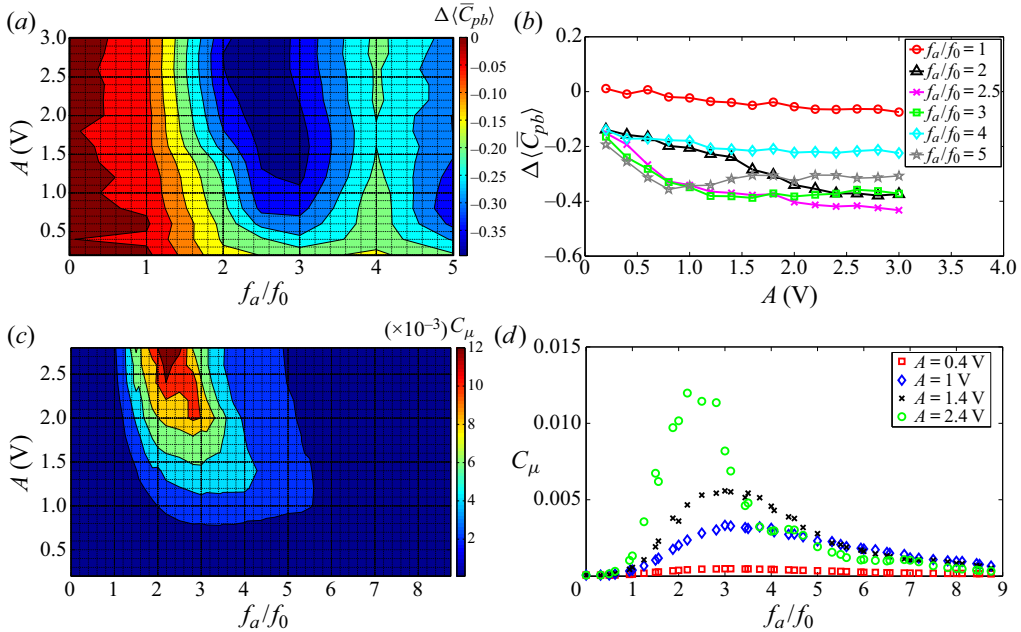 (a)
Δ⟨C̅pb⟩
3.0
2.5
2.0
1.5
1.0
0.5
A (V)
0 1 2 3 4 5
fa/f0
0
−0.05
−0.10
−0.15
−0.20
−0.25
−0.30
−0.35
(b)
0.2
0
−0.2
−0.4
−0.6
Δ⟨C̅pb⟩
0 0.5 1.0 1.5 2.0 2.5 3.0 3.5 4.0
A (V)
fa/f0 = 1
fa/f0 = 2
fa/f0 = 2.5
fa/f0 = 3
fa/f0 = 4
fa/f0 = 5
(c)
(×10−3) Cμ
2.5
2.0
1.5
1.0
0.5
A (V)
0 1 2 3 4 5 6 7 8
fa/f0
12
10
8
6
4
2
(d)
0.015
0.010
0.005
0
Cμ
0 1 2 3 4 5 6 7 8 9
fa/f0
A = 0.4 V
A = 1 V
A = 1.4 V
A = 2.4 V